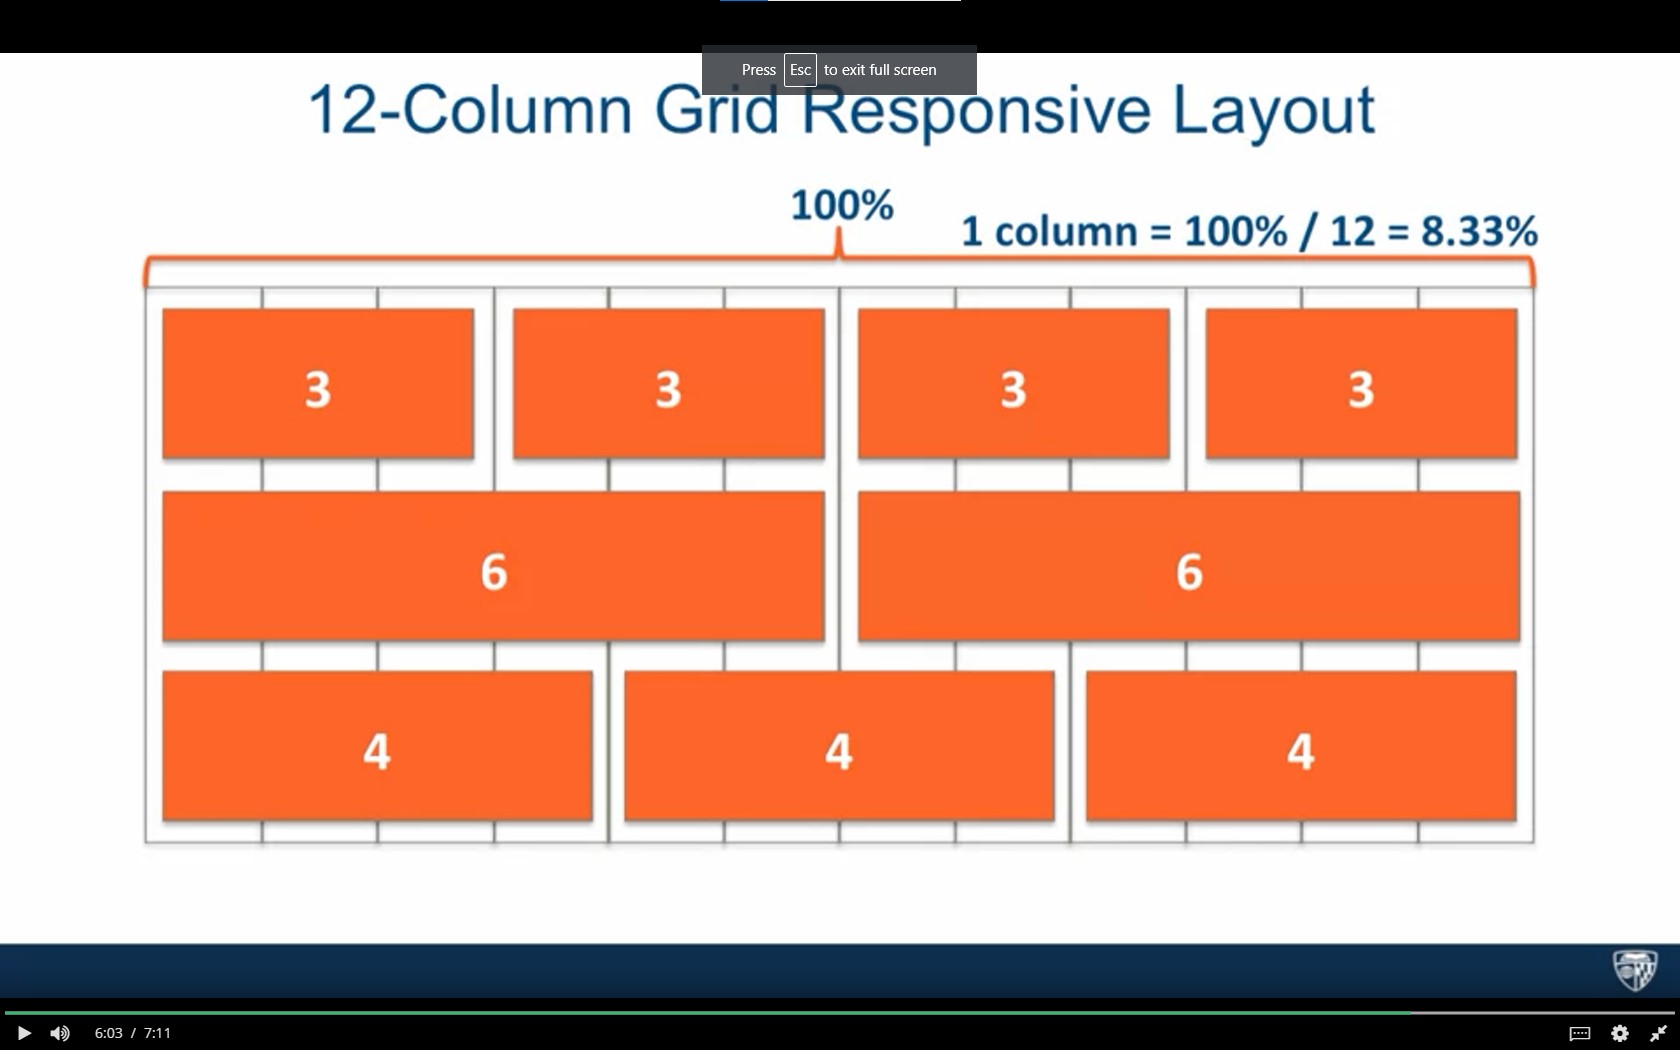 Press Esc to exit full screen
12-Column Grid Responsive Layout
100%
1 column = 100% / 12 = 8.33%
3 3 3 3
6 6
4 4 4
6:03 / 7:11